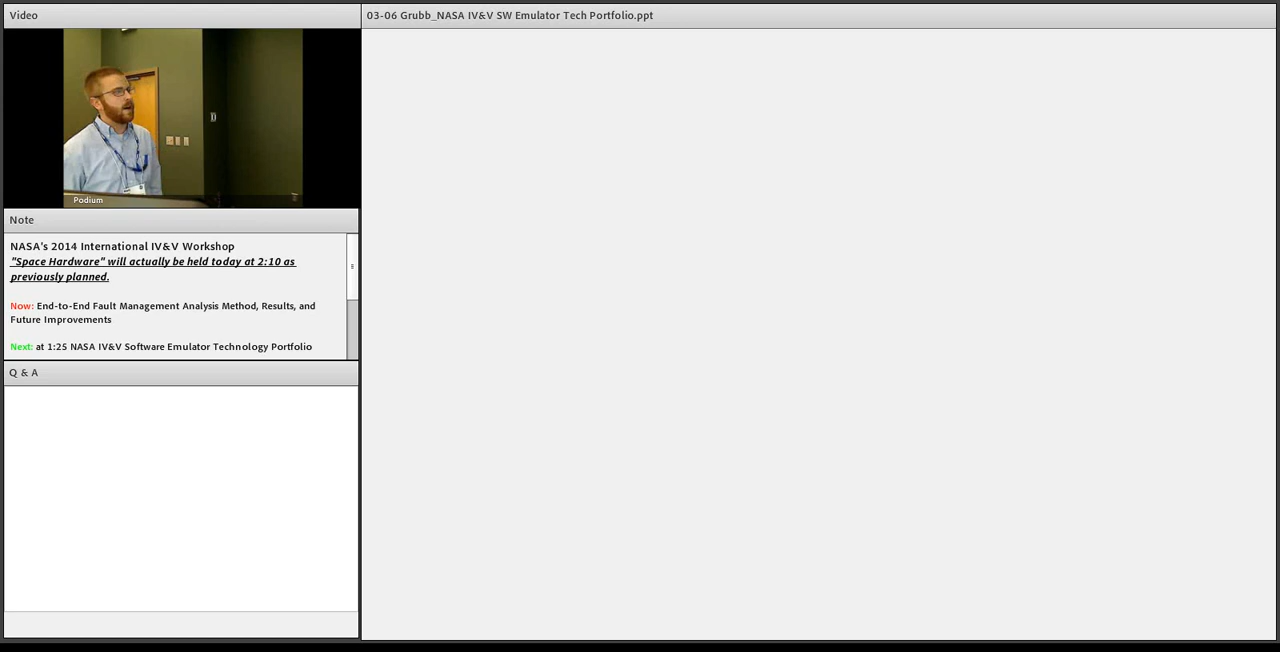 Video
03-06 Grubb_NASA IV&V SW Emulator Tech Portfolio.ppt
Podium
Note
NASA's 2014 International IV&V Workshop
"Space Hardware" will actually be held today at 2:10 as
previously planned.
Now: End-to-End Fault Management Analysis Method, Results, and
Future Improvements
Next: at 1:25 NASA IV&V Software Emulator Technology Portfolio
Q & A